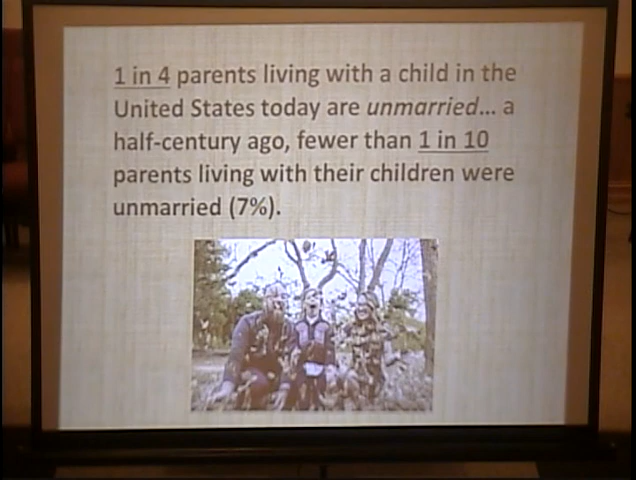 1 in 4 parents living with a child in the
United States today are unmarried... a
half-century ago, fewer than 1 in 10
parents living with their children were
unmarried (7%).